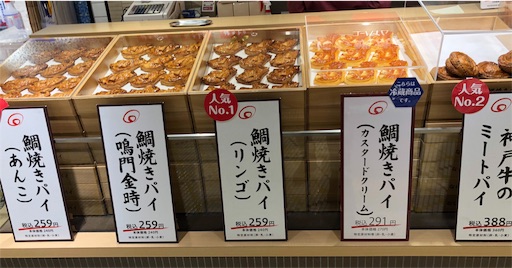 鯛焼きパイ
(あんこ)
税込259円
鯛焼きパイ
(鳴門金時)
税込259円
人気
No.1
鯛焼きパイ
(リンゴ)
税込259円
こちらは
冷蔵商品
です
鯛焼きパイ
(カスタードクリーム)
税込291円
人気
No.2
神戸牛の
ミートパイ
税込388円